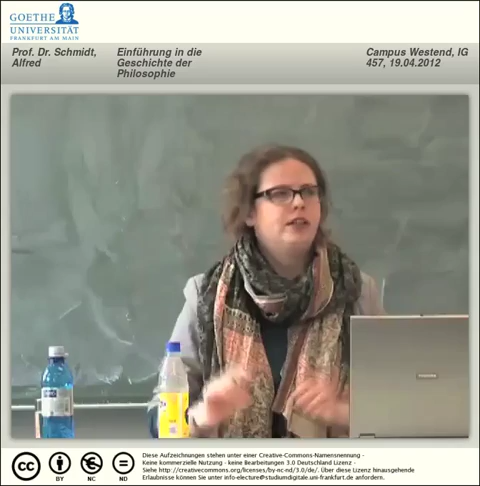 GOETHE
UNIVERSITÄT
FRANKFURT AM MAIN
Prof. Dr. Schmidt,
Alfred
Einführung in die
Geschichte der
Philosophie
Campus Westend, IG
457, 19.04.2012
TOSHIBA
cc
BY
NC
ND
Diese Aufzeichnungen stehen unter einer Creative-Commons-Namensnennung -
Keine kommerzielle Nutzung - keine Bearbeitungen 3.0 Deutschland Lizenz -
Siehe http://creativecommons.org/licenses/by-nc-nd/3.0/de/. Über diese Lizenz hinausgehende
Erlaubnisse können Sie unter info-electure@studiumdigitale.uni-frankfurt.de anfordern.